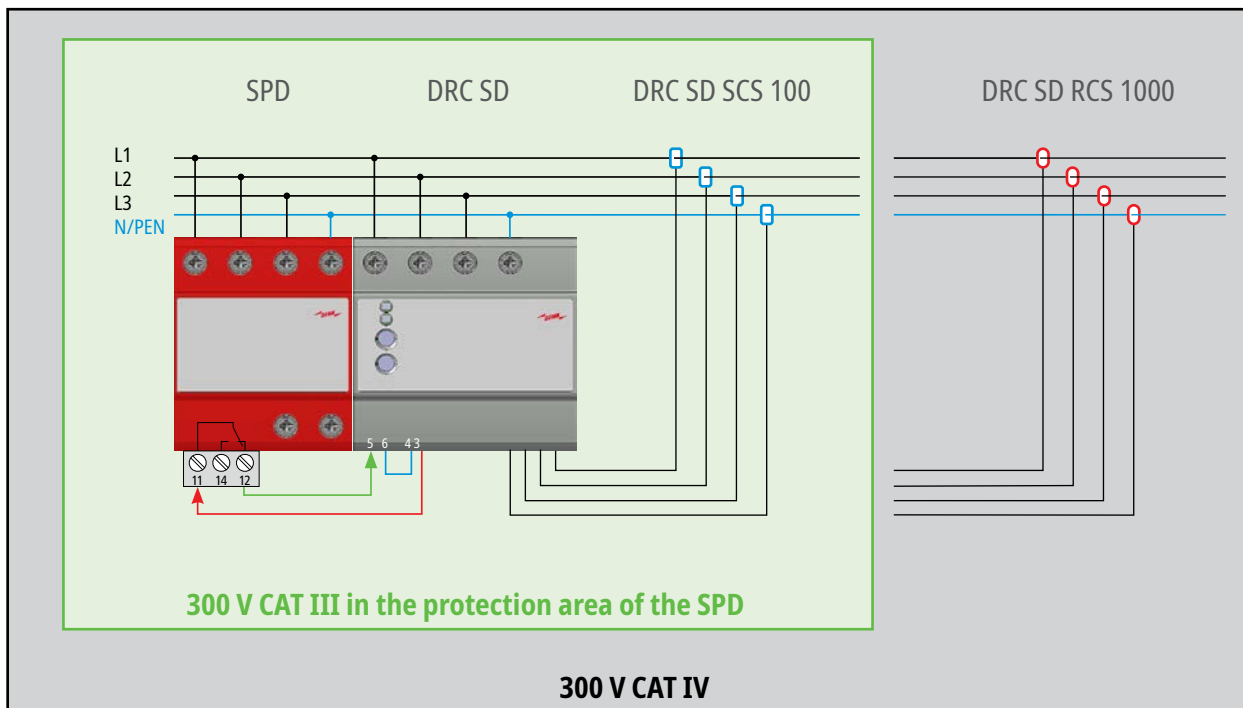 SPD DRC SD DRC SD SCS 100 DRC SD RCS 1000
L1
L2
L3
N/PEN
5 6 4 3
11 14 12
300 V CAT III in the protection area of the SPD
300 V CAT IV